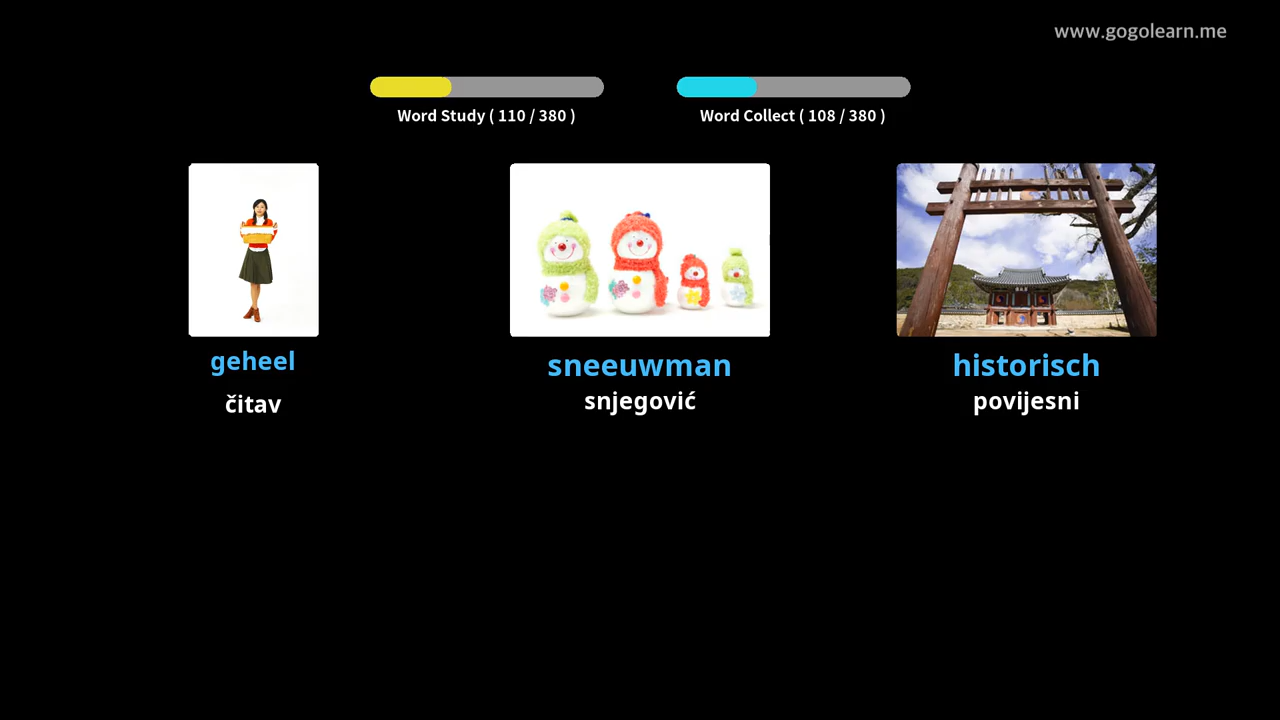 www.gogolearn.me
Word Study ( 110 / 380 )
Word Collect ( 108 / 380 )
geheel
sneeuwman
historisch
čitav
snjegović
povijesni